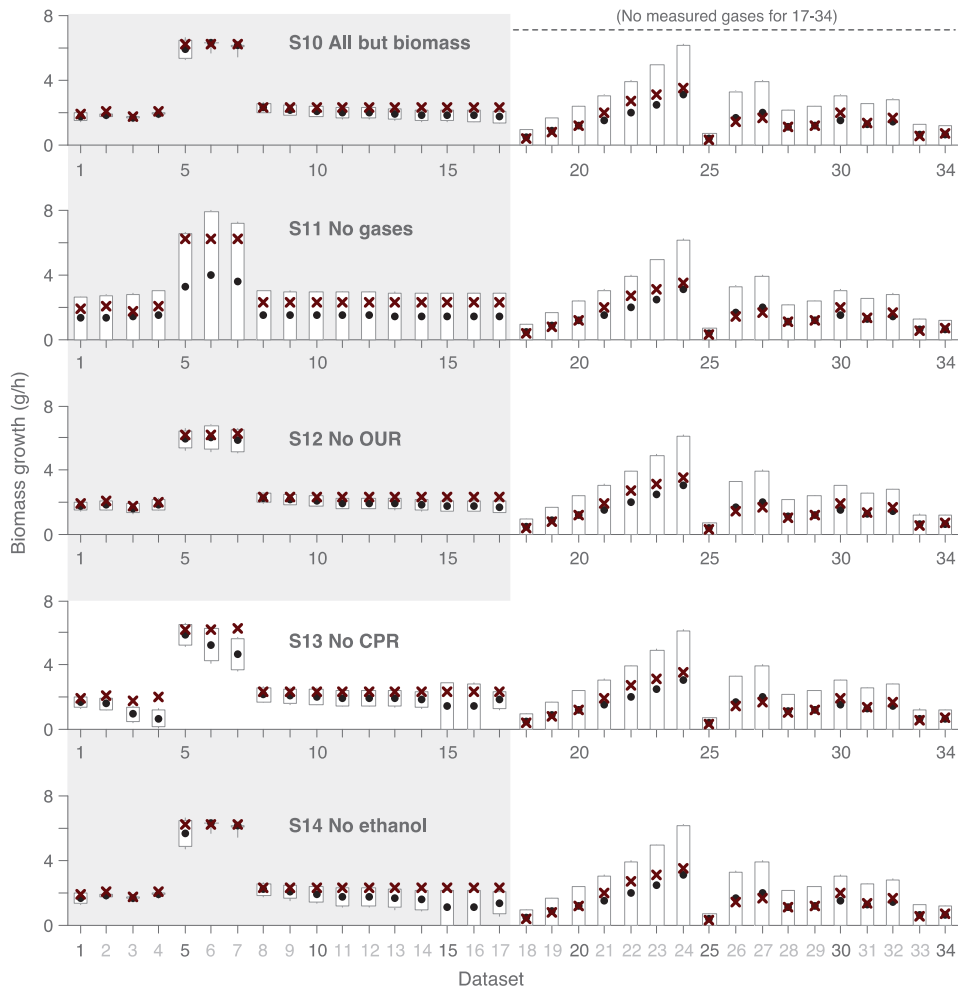 (No measured gases for 17-34)
S10 All but biomass
8
4
0
1 5 10 15 20 25 30 34
S11 No gases
8
4
0
1 5 10 15 20 25 30 34
Biomass growth (g/h)
S12 No OUR
8
4
0
1 5 10 15 20 25 30 34
S13 No CPR
8
4
0
1 5 10 15 20 25 30 34
S14 No ethanol
8
4
0
1 2 3 4 5 6 7 8 9 10 11 12 13 14 15 16 17 18 19 20 21 22 23 24 25 26 27 28 29 30 31 32 33 34
Dataset